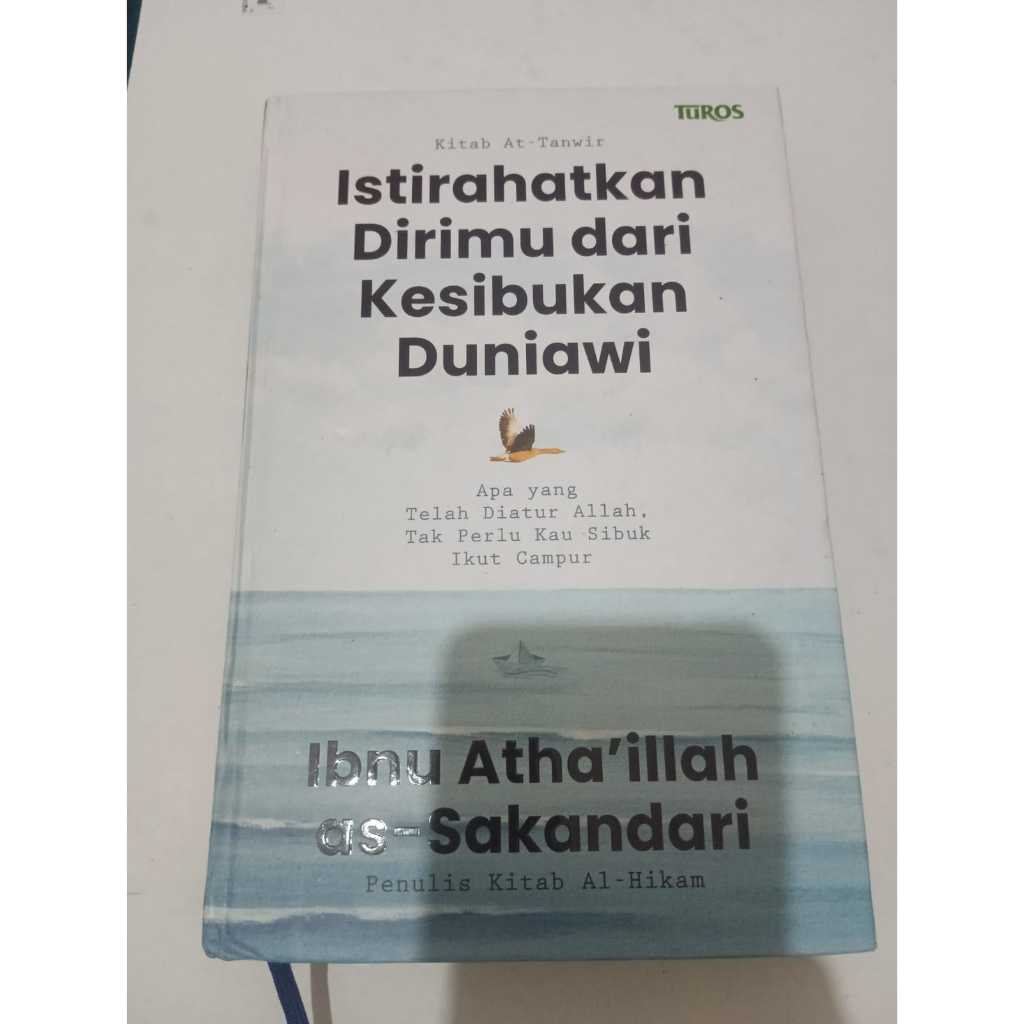 TUROS
Kitab At-Tanwir
Istirahatkan
Dirimu dari
Kesibukan
Duniawi
Apa yang
Telah Diatur Allah,
Tak Perlu Kau Sibuk
Ikut Campur
Ibnu Atha'illah
as-Sakandari
Penulis Kitab Al-Hikam